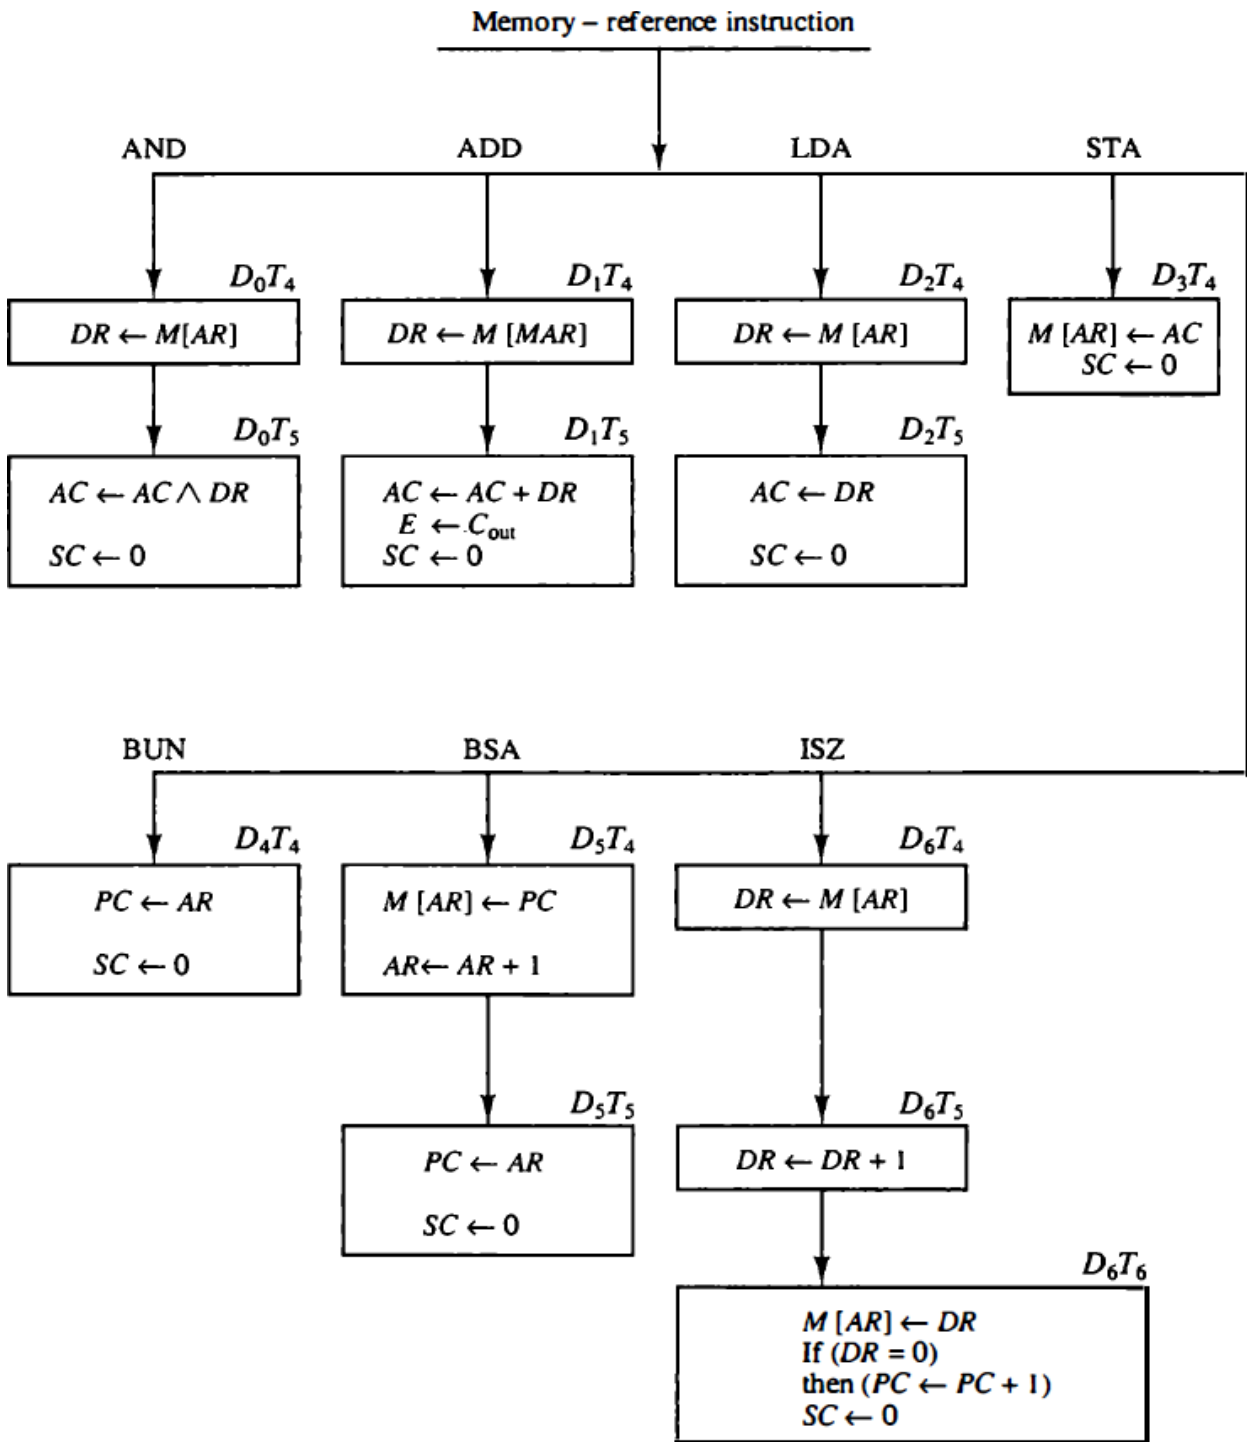 Memory – reference instruction
AND ADD LDA STA
D₀T₄ D₁T₄ D₂T₄ D₃T₄
DR ← M[AR]
DR ← M [MAR]
DR ← M [AR]
M [AR] ← AC
SC ← 0
D₀T₅ D₁T₅ D₂T₅
AC ← AC ∧ DR
SC ← 0
AC ← AC + DR
E ← Cout
SC ← 0
AC ← DR
SC ← 0
BUN BSA ISZ
D₄T₄ D₅T₄ D₆T₄
PC ← AR
SC ← 0
M [AR] ← PC
AR ← AR + 1
DR ← M [AR]
D₅T₅ D₆T₅
PC ← AR
SC ← 0
DR ← DR + 1
D₆T₆
M [AR] ← DR
If (DR = 0)
then (PC ← PC + 1)
SC ← 0